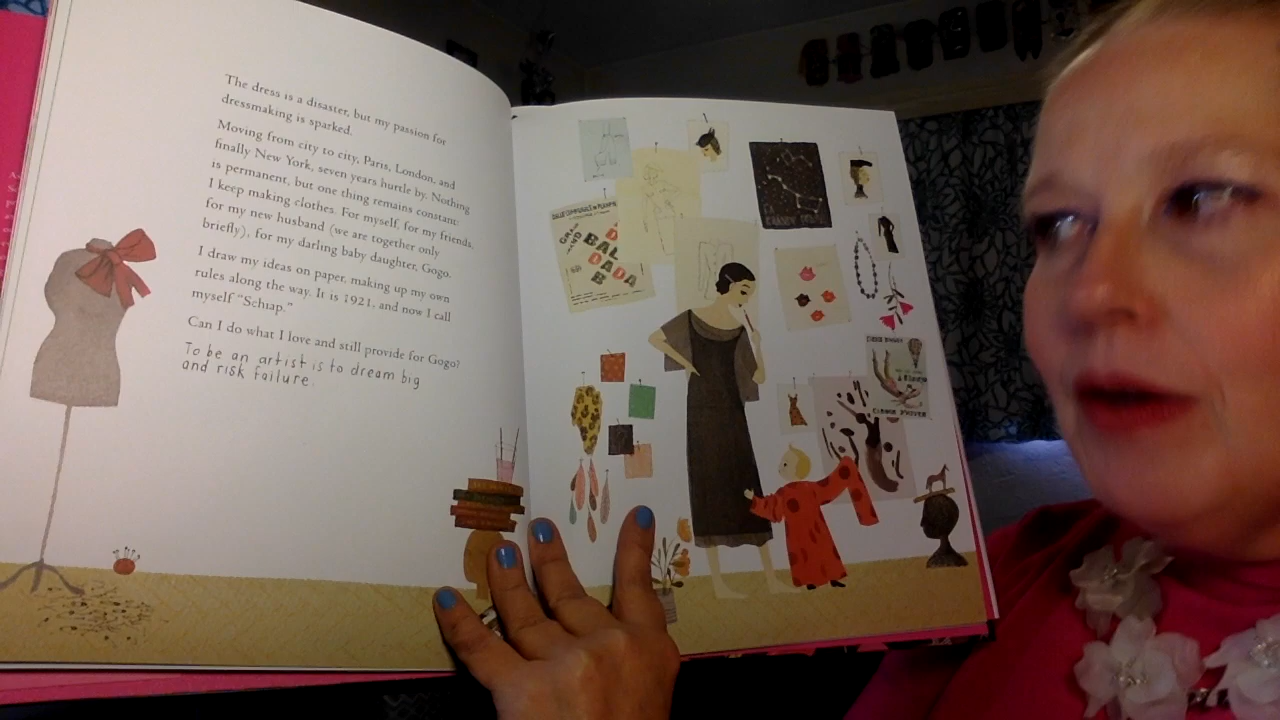 The dress is a disaster, but my passion for
dressmaking is sparked.
Moving from city to city, Paris, London, and
finally New York, seven years hurtle by. Nothing
is permanent, but one thing remains constant:
I keep making clothes. For myself, for my friends,
for my new husband (we are together only
briefly), for my darling baby daughter, Gogo.
I draw my ideas on paper, making up my own
rules along the way. It is 1921, and now I call
myself "Schiap."
Can I do what I love and still provide for Gogo?
To be an artist is to dream big
and risk failure.
GRAND
BAL
DADA